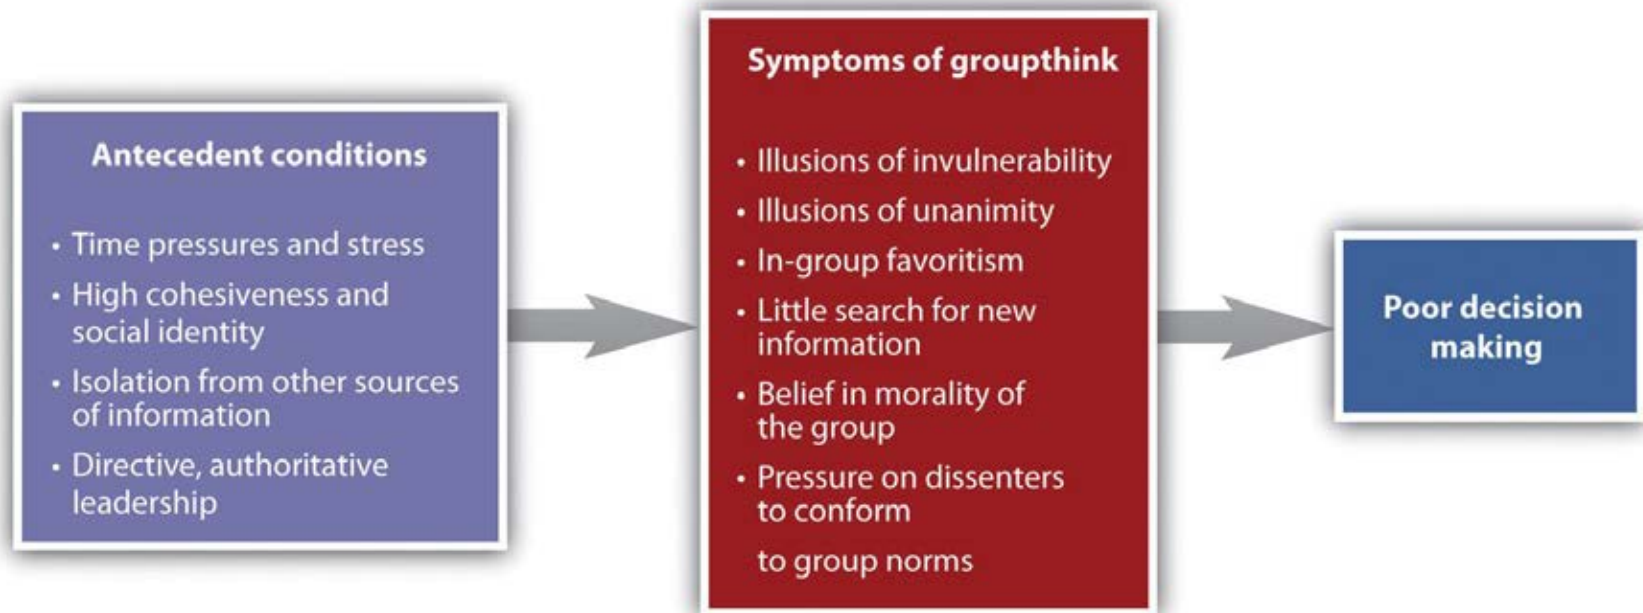 Antecedent conditions
• Time pressures and stress
• High cohesiveness and
social identity
• Isolation from other sources
of information
• Directive, authoritative
leadership
Symptoms of groupthink
• Illusions of invulnerability
• Illusions of unanimity
• In-group favoritism
• Little search for new
information
• Belief in morality of
the group
• Pressure on dissenters
to conform
to group norms
Poor decision
making